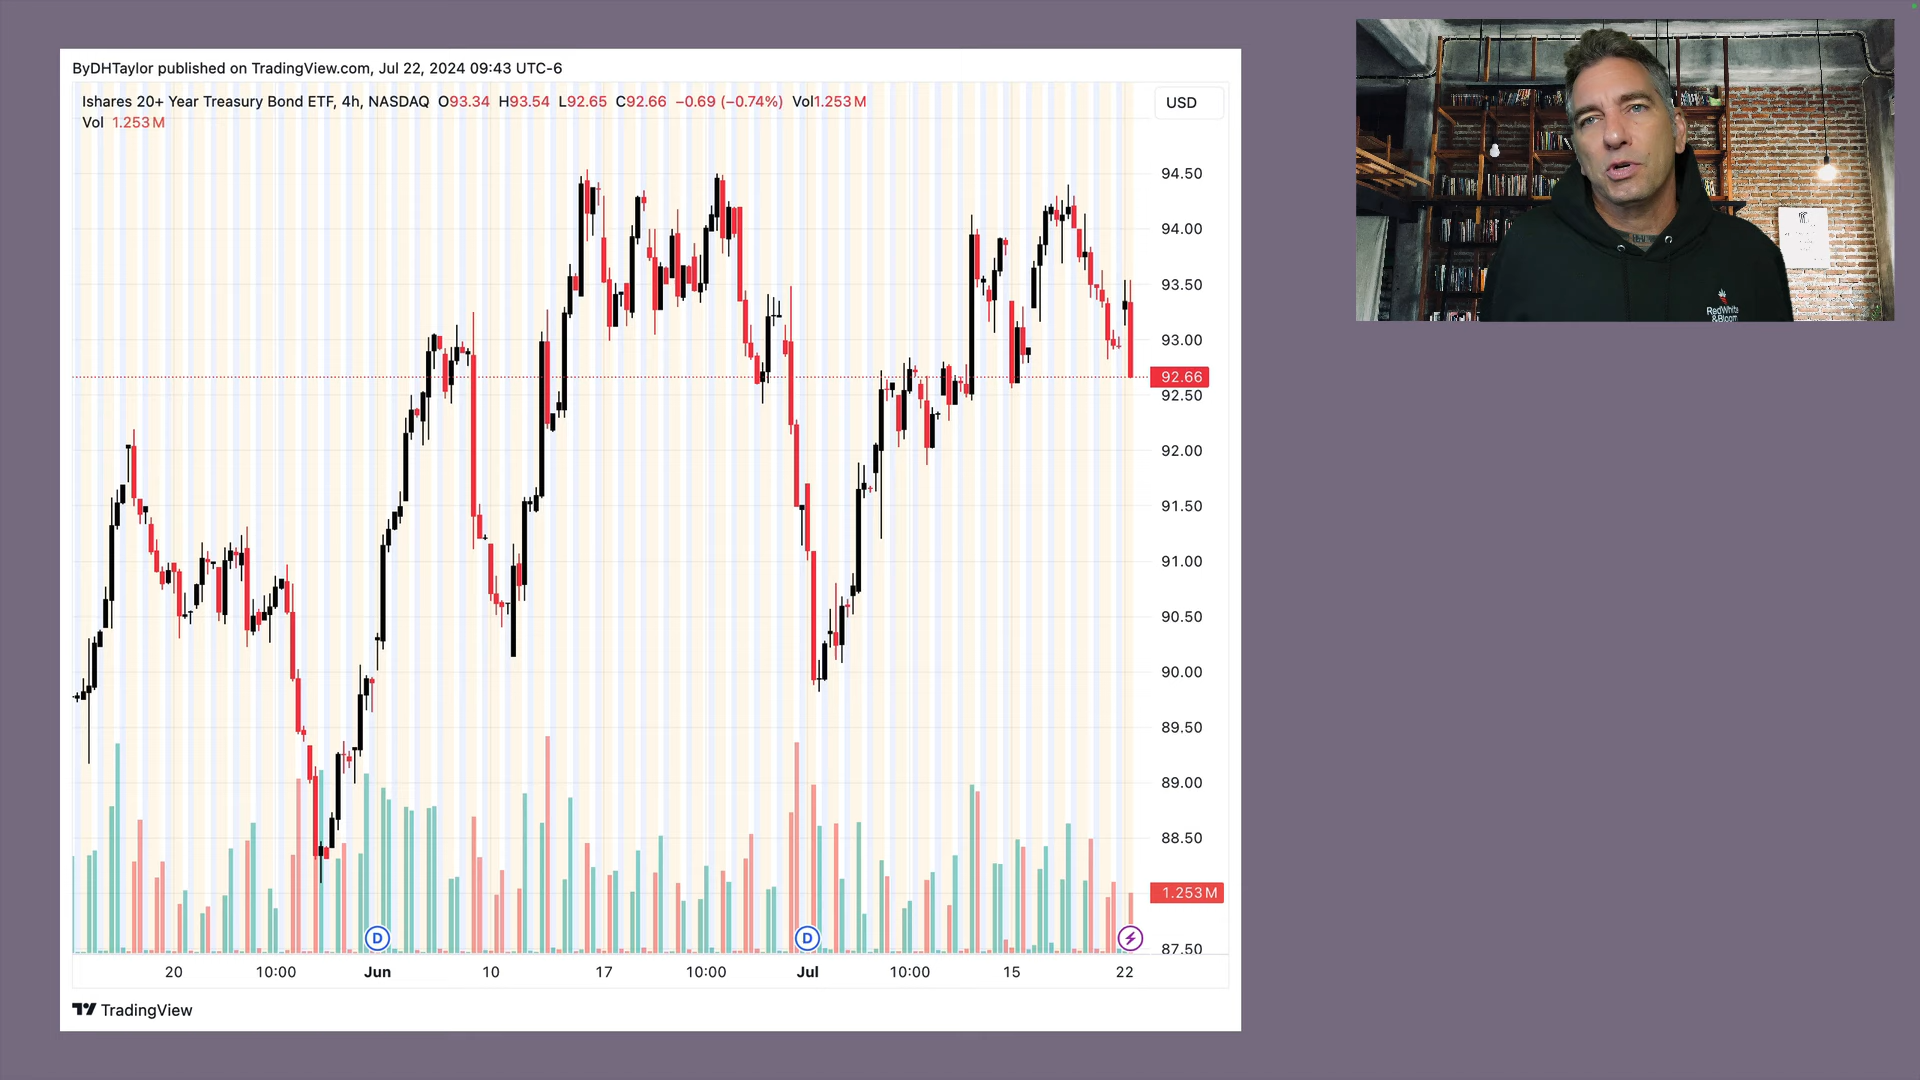 ByDHTaylor published on TradingView.com, Jul 22, 2024 09:43 UTC-6
Ishares 20+ Year Treasury Bond ETF, 4h, NASDAQ O93.34 H93.54 L92.65 C92.66 −0.69 (−0.74%) Vol1.253 M
USD
Vol 1.253 M
94.50
94.00
93.50
93.00
92.66
92.50
92.00
91.50
91.00
90.50
90.00
89.50
89.00
88.50
1.253 M
87.50
D
D
20 10:00 Jun 10 17 10:00 Jul 10:00 15 22
TradingView
RedWhite
&Bloom